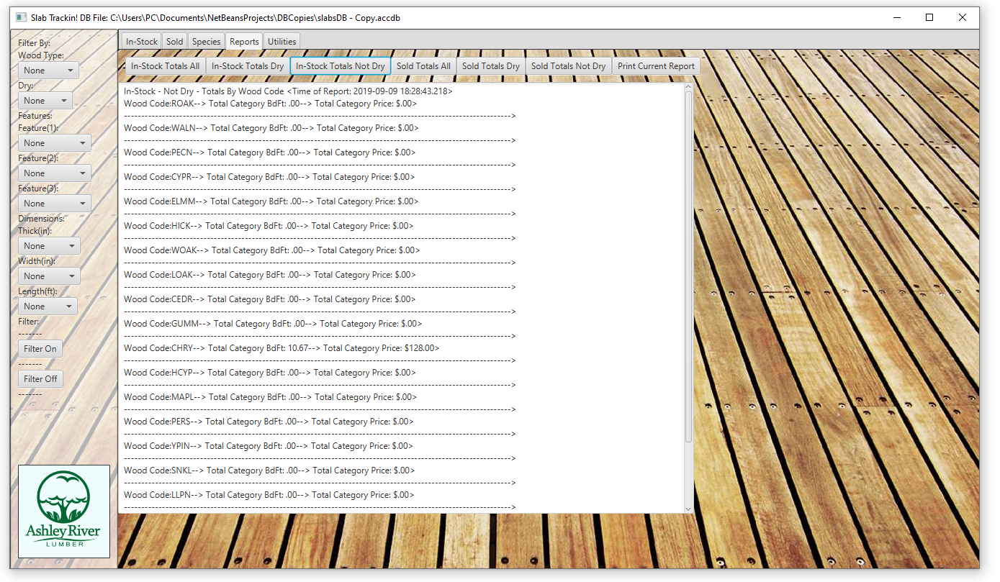 Slab Trackin! DB File: C:\Users\PC\Documents\NetBeansProjects\DBCopies\slabsDB - Copy.accdb
In-Stock Sold Species Reports Utilities
Filter By:
Wood Type:
None
Dry:
None
Features:
Feature(1):
None
Feature(2):
None
Feature(3):
None
Dimensions:
Thick(in):
None
Width(in):
None
Length(ft):
None
Filter:
-------
Filter On
-------
Filter Off
-------
Ashley River
LUMBER
In-Stock Totals All In-Stock Totals Dry In-Stock Totals Not Dry Sold Totals All Sold Totals Dry Sold Totals Not Dry Print Current Report
In-Stock - Not Dry - Totals By Wood Code <Time of Report: 2019-09-09 18:28:43.218>
Wood Code:ROAK--> Total Category BdFt: .00--> Total Category Price: $.00>
------------------------------------------------------------------------------------------------------>
Wood Code:WALN--> Total Category BdFt: .00--> Total Category Price: $.00>
------------------------------------------------------------------------------------------------------>
Wood Code:PECN--> Total Category BdFt: .00--> Total Category Price: $.00>
------------------------------------------------------------------------------------------------------>
Wood Code:CYPR--> Total Category BdFt: .00--> Total Category Price: $.00>
------------------------------------------------------------------------------------------------------>
Wood Code:ELMM--> Total Category BdFt: .00--> Total Category Price: $.00>
------------------------------------------------------------------------------------------------------>
Wood Code:HICK--> Total Category BdFt: .00--> Total Category Price: $.00>
------------------------------------------------------------------------------------------------------>
Wood Code:WOAK--> Total Category BdFt: .00--> Total Category Price: $.00>
------------------------------------------------------------------------------------------------------>
Wood Code:LOAK--> Total Category BdFt: .00--> Total Category Price: $.00>
------------------------------------------------------------------------------------------------------>
Wood Code:CEDR--> Total Category BdFt: .00--> Total Category Price: $.00>
------------------------------------------------------------------------------------------------------>
Wood Code:GUMM--> Total Category BdFt: .00--> Total Category Price: $.00>
------------------------------------------------------------------------------------------------------>
Wood Code:CHRY--> Total Category BdFt: 10.67--> Total Category Price: $128.00>
------------------------------------------------------------------------------------------------------>
Wood Code:HCYP--> Total Category BdFt: .00--> Total Category Price: $.00>
------------------------------------------------------------------------------------------------------>
Wood Code:MAPL--> Total Category BdFt: .00--> Total Category Price: $.00>
------------------------------------------------------------------------------------------------------>
Wood Code:PERS--> Total Category BdFt: .00--> Total Category Price: $.00>
------------------------------------------------------------------------------------------------------>
Wood Code:YPIN--> Total Category BdFt: .00--> Total Category Price: $.00>
------------------------------------------------------------------------------------------------------>
Wood Code:SNKL--> Total Category BdFt: .00--> Total Category Price: $.00>
------------------------------------------------------------------------------------------------------>
Wood Code:LLPN--> Total Category BdFt: .00--> Total Category Price: $.00>
------------------------------------------------------------------------------------------------------>